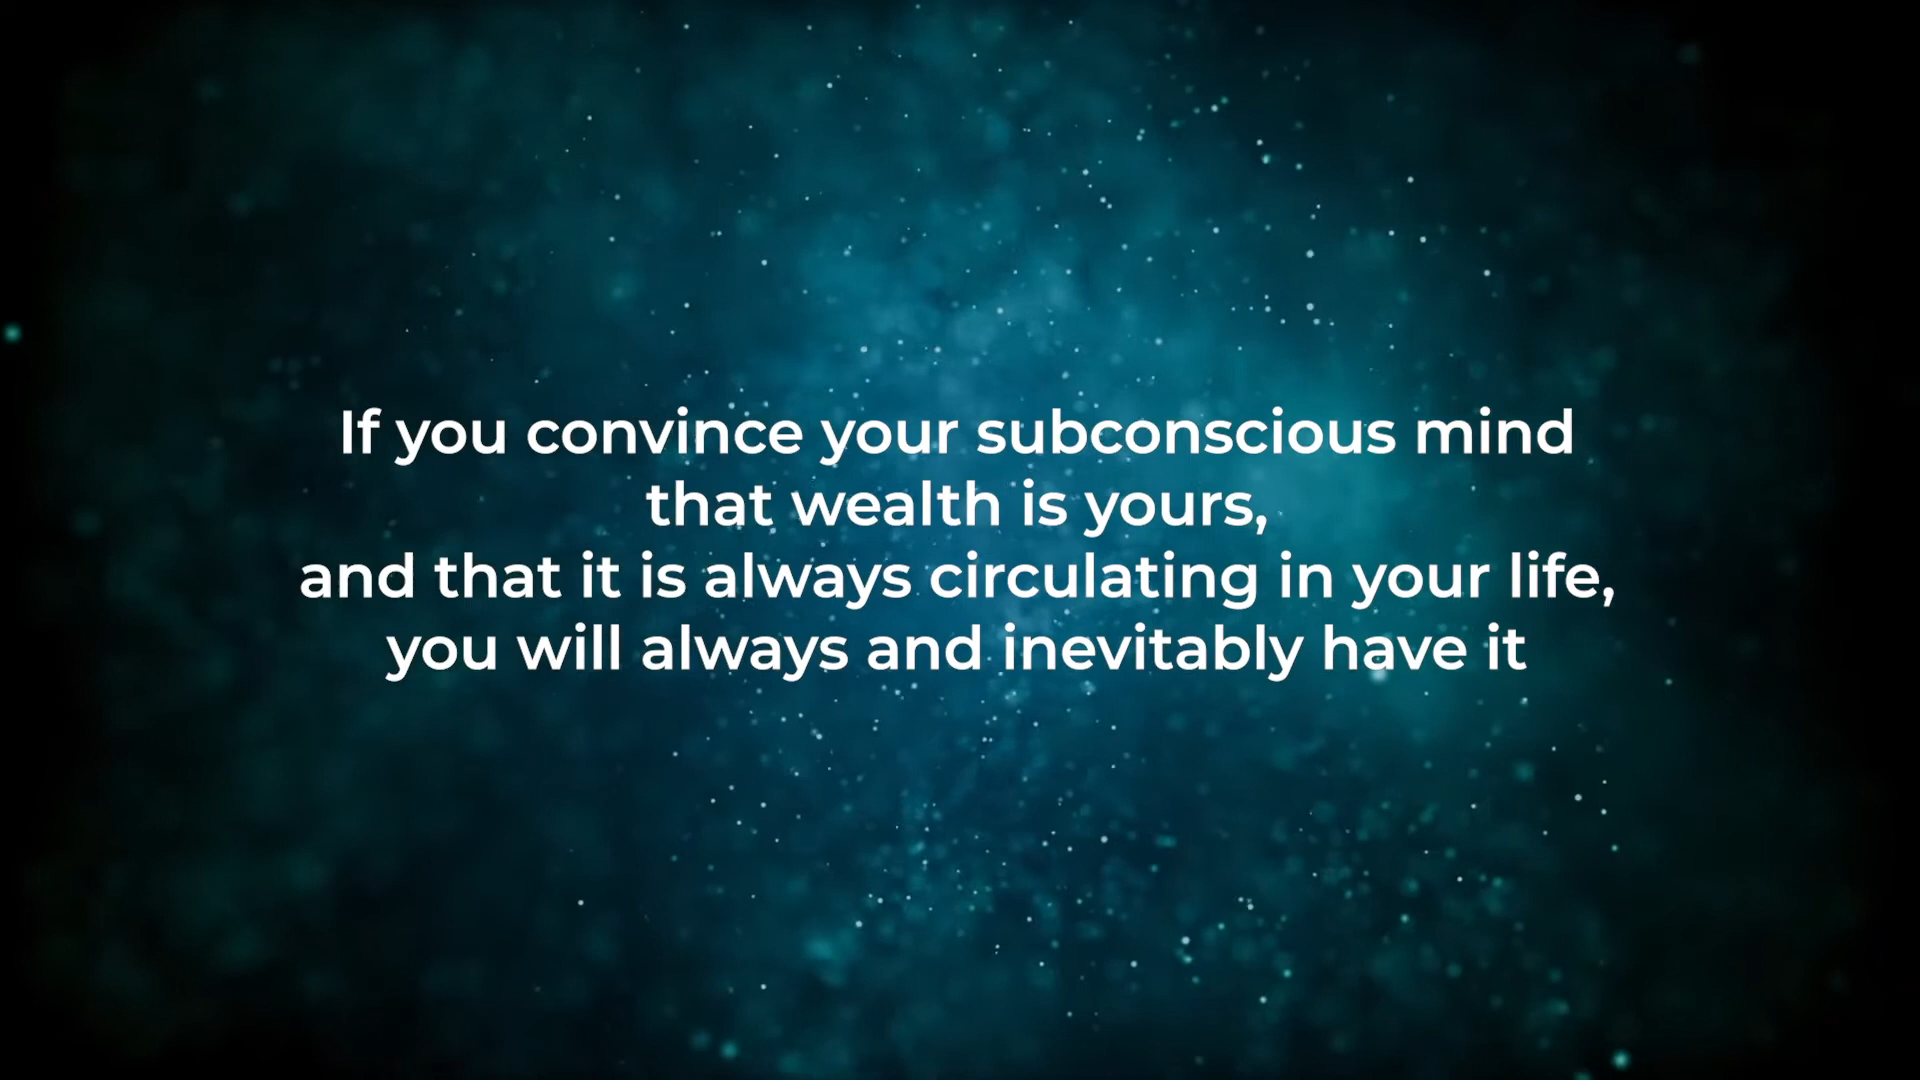 If you convince your subconscious mind
that wealth is yours,
and that it is always circulating in your life,
you will always and inevitably have it